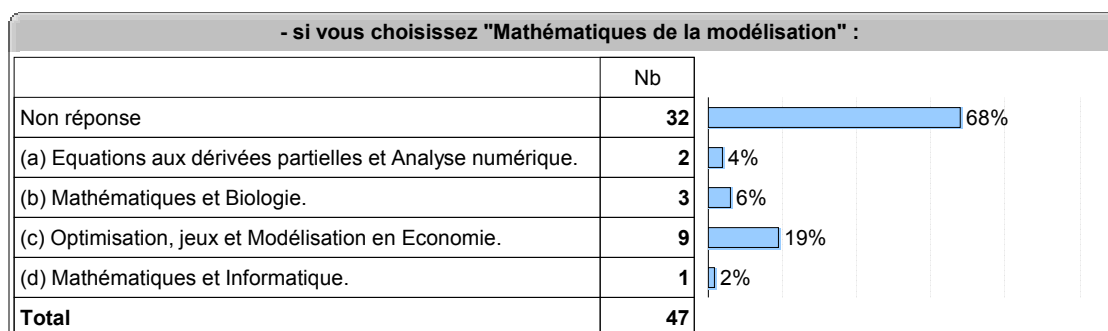 - si vous choisissez "Mathématiques de la modélisation" :
Nb
Non réponse 32 68%
(a) Equations aux dérivées partielles et Analyse numérique. 2 4%
(b) Mathématiques et Biologie. 3 6%
(c) Optimisation, jeux et Modélisation en Economie. 9 19%
(d) Mathématiques et Informatique. 1 2%
Total 47